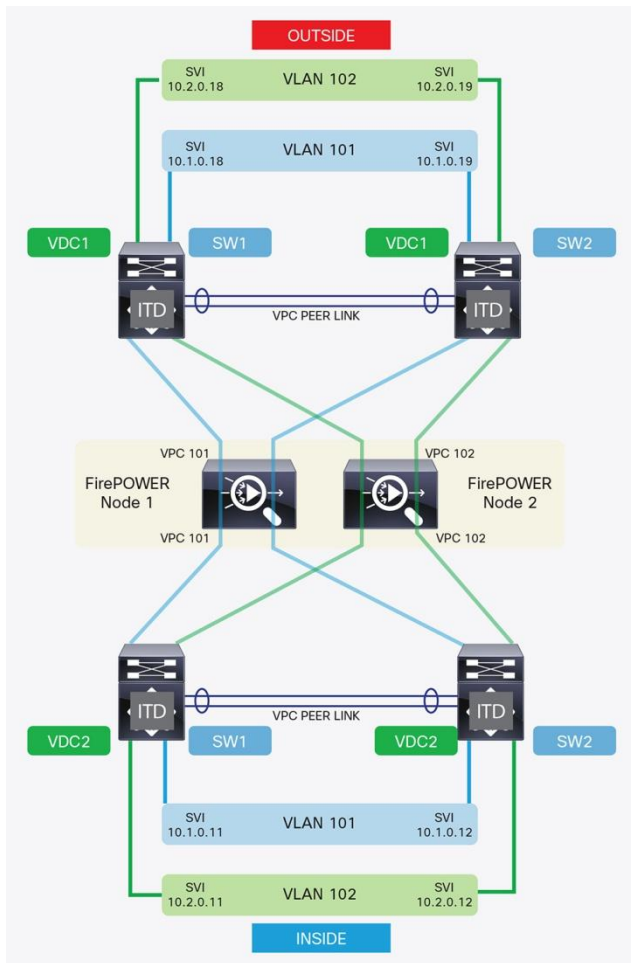 OUTSIDE
SVI
10.2.0.18
VLAN 102
SVI
10.2.0.19
SVI
10.1.0.18
VLAN 101
SVI
10.1.0.19
VDC1
SW1
VDC1
SW2
ITD
ITD
VPC PEER LINK
VPC 101
VPC 102
FirePOWER
Node 1
FirePOWER
Node 2
VPC 101
VPC 102
ITD
ITD
VPC PEER LINK
VDC2
SW1
VDC2
SW2
SVI
10.1.0.11
VLAN 101
SVI
10.1.0.12
SVI
10.2.0.11
VLAN 102
SVI
10.2.0.12
INSIDE